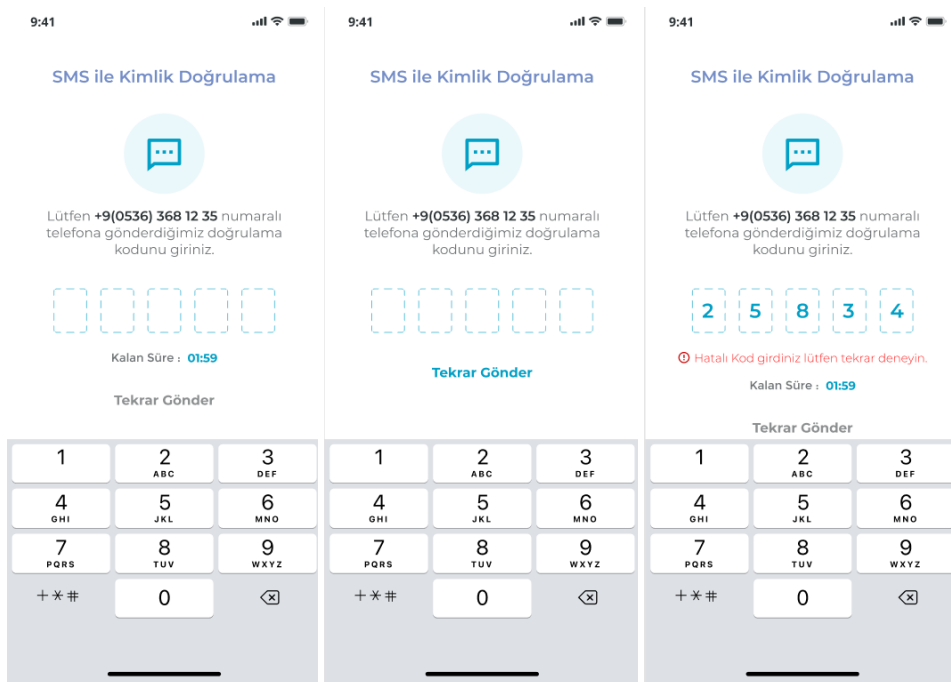 9:41
SMS ile Kimlik Doğrulama
Lütfen +9(0536) 368 12 35 numaralı
telefona gönderdiğimiz doğrulama
kodunu giriniz.
Kalan Süre : 01:59
Tekrar Gönder
1
2
ABC
3
DEF
4
GHI
5
JKL
6
MNO
7
PQRS
8
TUV
9
WXYZ
+*#
0
9:41
SMS ile Kimlik Doğrulama
Lütfen +9(0536) 368 12 35 numaralı
telefona gönderdiğimiz doğrulama
kodunu giriniz.
Tekrar Gönder
1
2
ABC
3
DEF
4
GHI
5
JKL
6
MNO
7
PQRS
8
TUV
9
WXYZ
+*#
0
9:41
SMS ile Kimlik Doğrulama
Lütfen +9(0536) 368 12 35 numaralı
telefona gönderdiğimiz doğrulama
kodunu giriniz.
2 5 8 3 4
Hatalı Kod girdiniz lütfen tekrar deneyin.
Kalan Süre : 01:59
Tekrar Gönder
1
2
ABC
3
DEF
4
GHI
5
JKL
6
MNO
7
PQRS
8
TUV
9
WXYZ
+*#
0